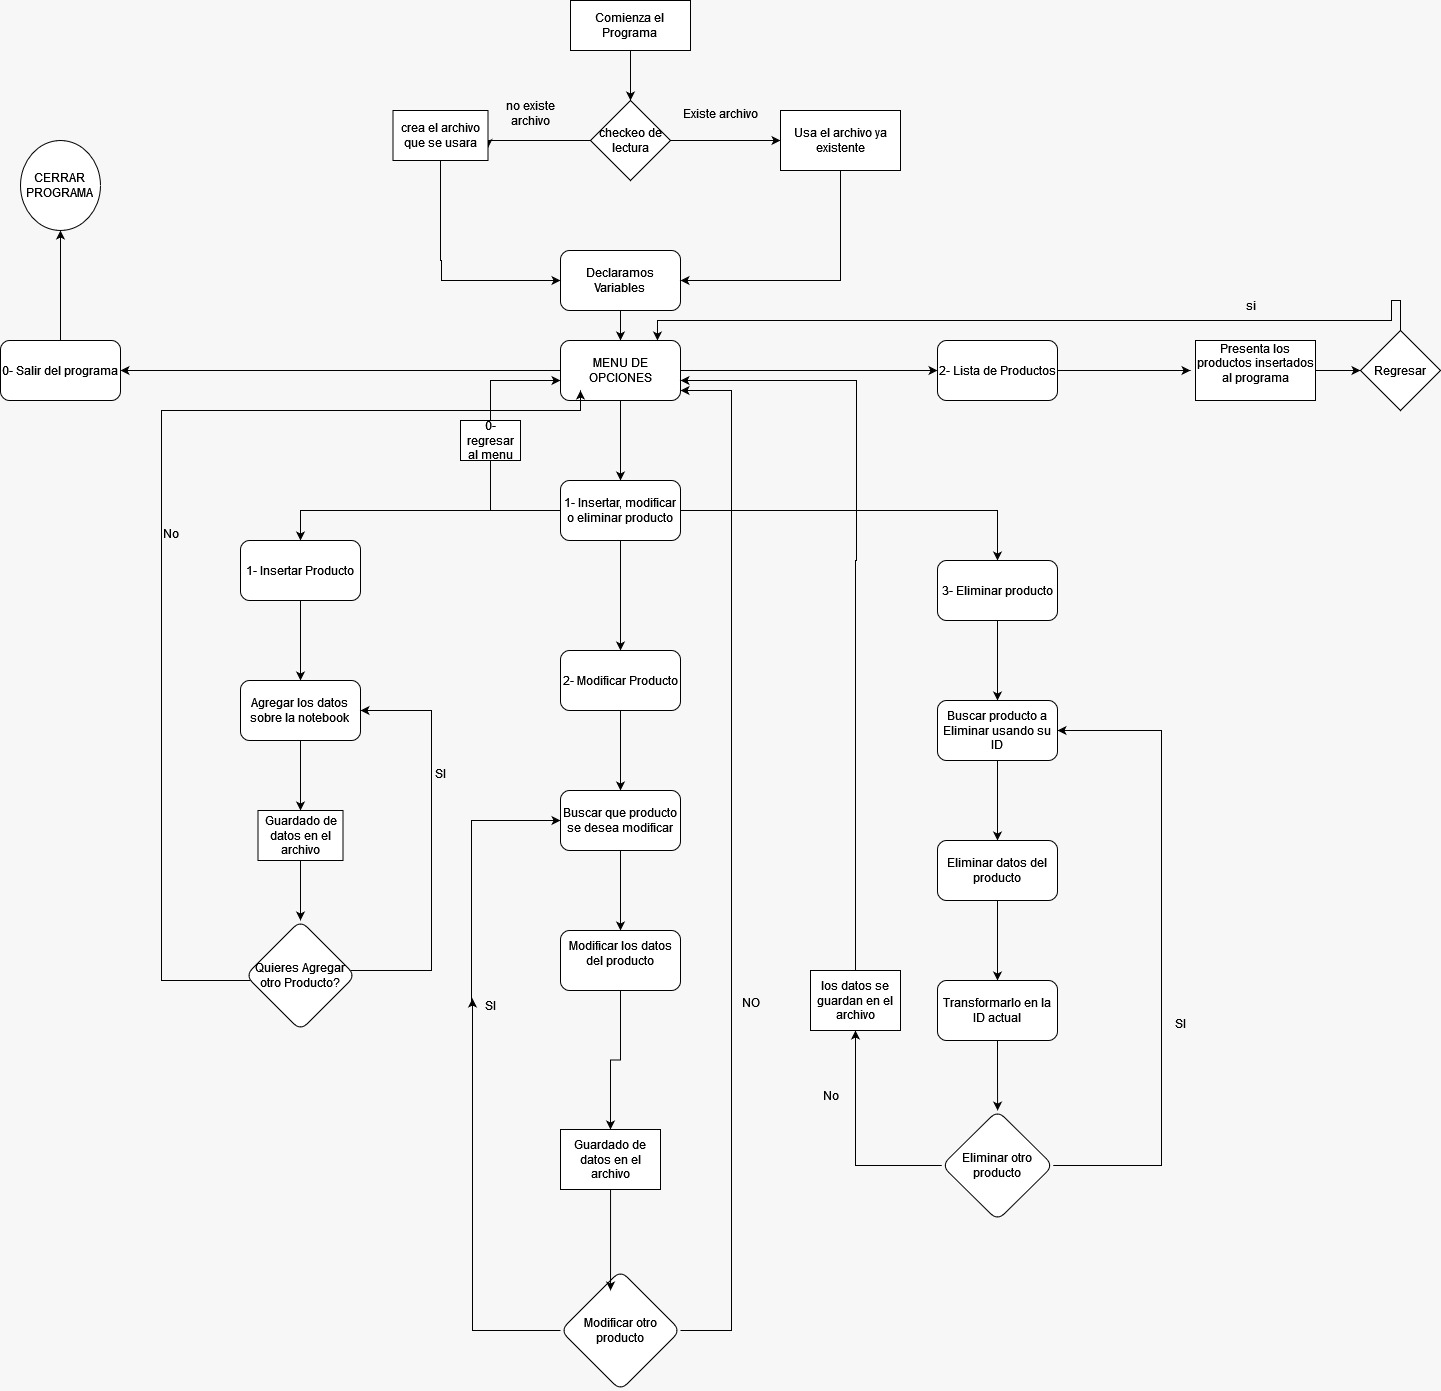 Comienza el
Programa
no existe
archivo
Existe archivo
crea el archivo
que se usara
checkeo de
lectura
Usa el archivo ya
existente
CERRAR
PROGRAMA
Declaramos
Variables
si
0- Salir del programa
MENU DE
OPCIONES
2- Lista de Productos
Presenta los
productos insertados
al programa
Regresar
0-
regresar
al menu
1- Insertar, modificar
o eliminar producto
No
1- Insertar Producto
3- Eliminar producto
2- Modificar Producto
Agregar los datos
sobre la notebook
Buscar producto a
Eliminar usando su
ID
SI
Guardado de
datos en el
archivo
Buscar que producto
se desea modificar
Eliminar datos del
producto
Quieres Agregar
otro Producto?
Modificar los datos
del producto
SI
NO
los datos se
guardan en el
archivo
Transformarlo en la
ID actual
SI
No
Guardado de
datos en el
archivo
Eliminar otro
producto
Modificar otro
producto